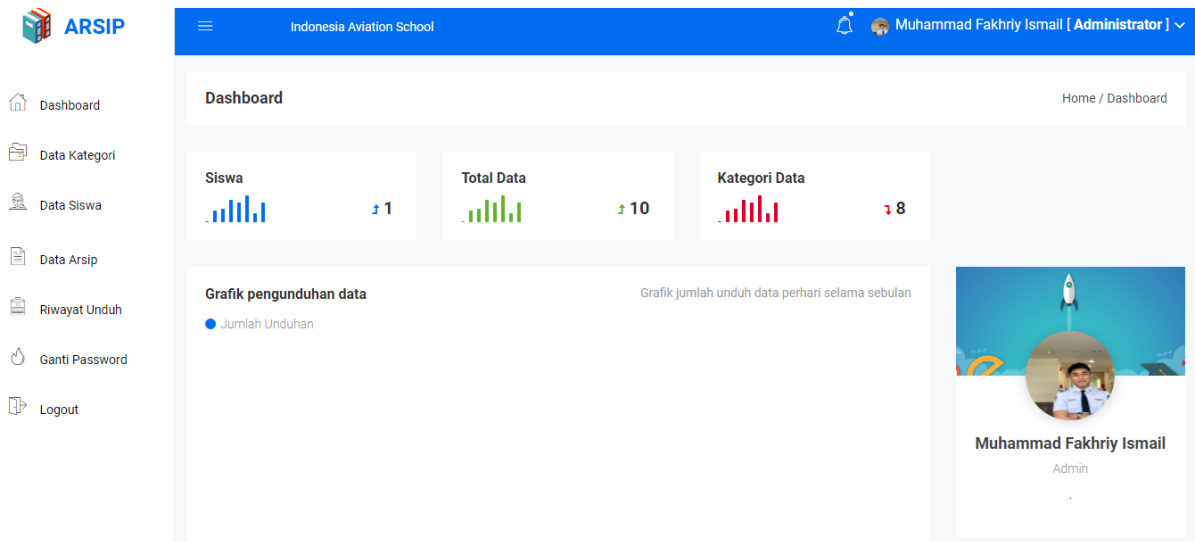 ARSIP
Indonesia Aviation School
Muhammad Fakhriy Ismail [ Administrator ]
Dashboard
Data Kategori
Data Siswa
Data Arsip
Riwayat Unduh
Ganti Password
Logout
Dashboard
Home / Dashboard
Siswa
1
Total Data
10
Kategori Data
8
Grafik pengunduhan data
Grafik jumlah unduh data perhari selama sebulan
Jumlah Unduhan
Muhammad Fakhriy Ismail
Admin
.